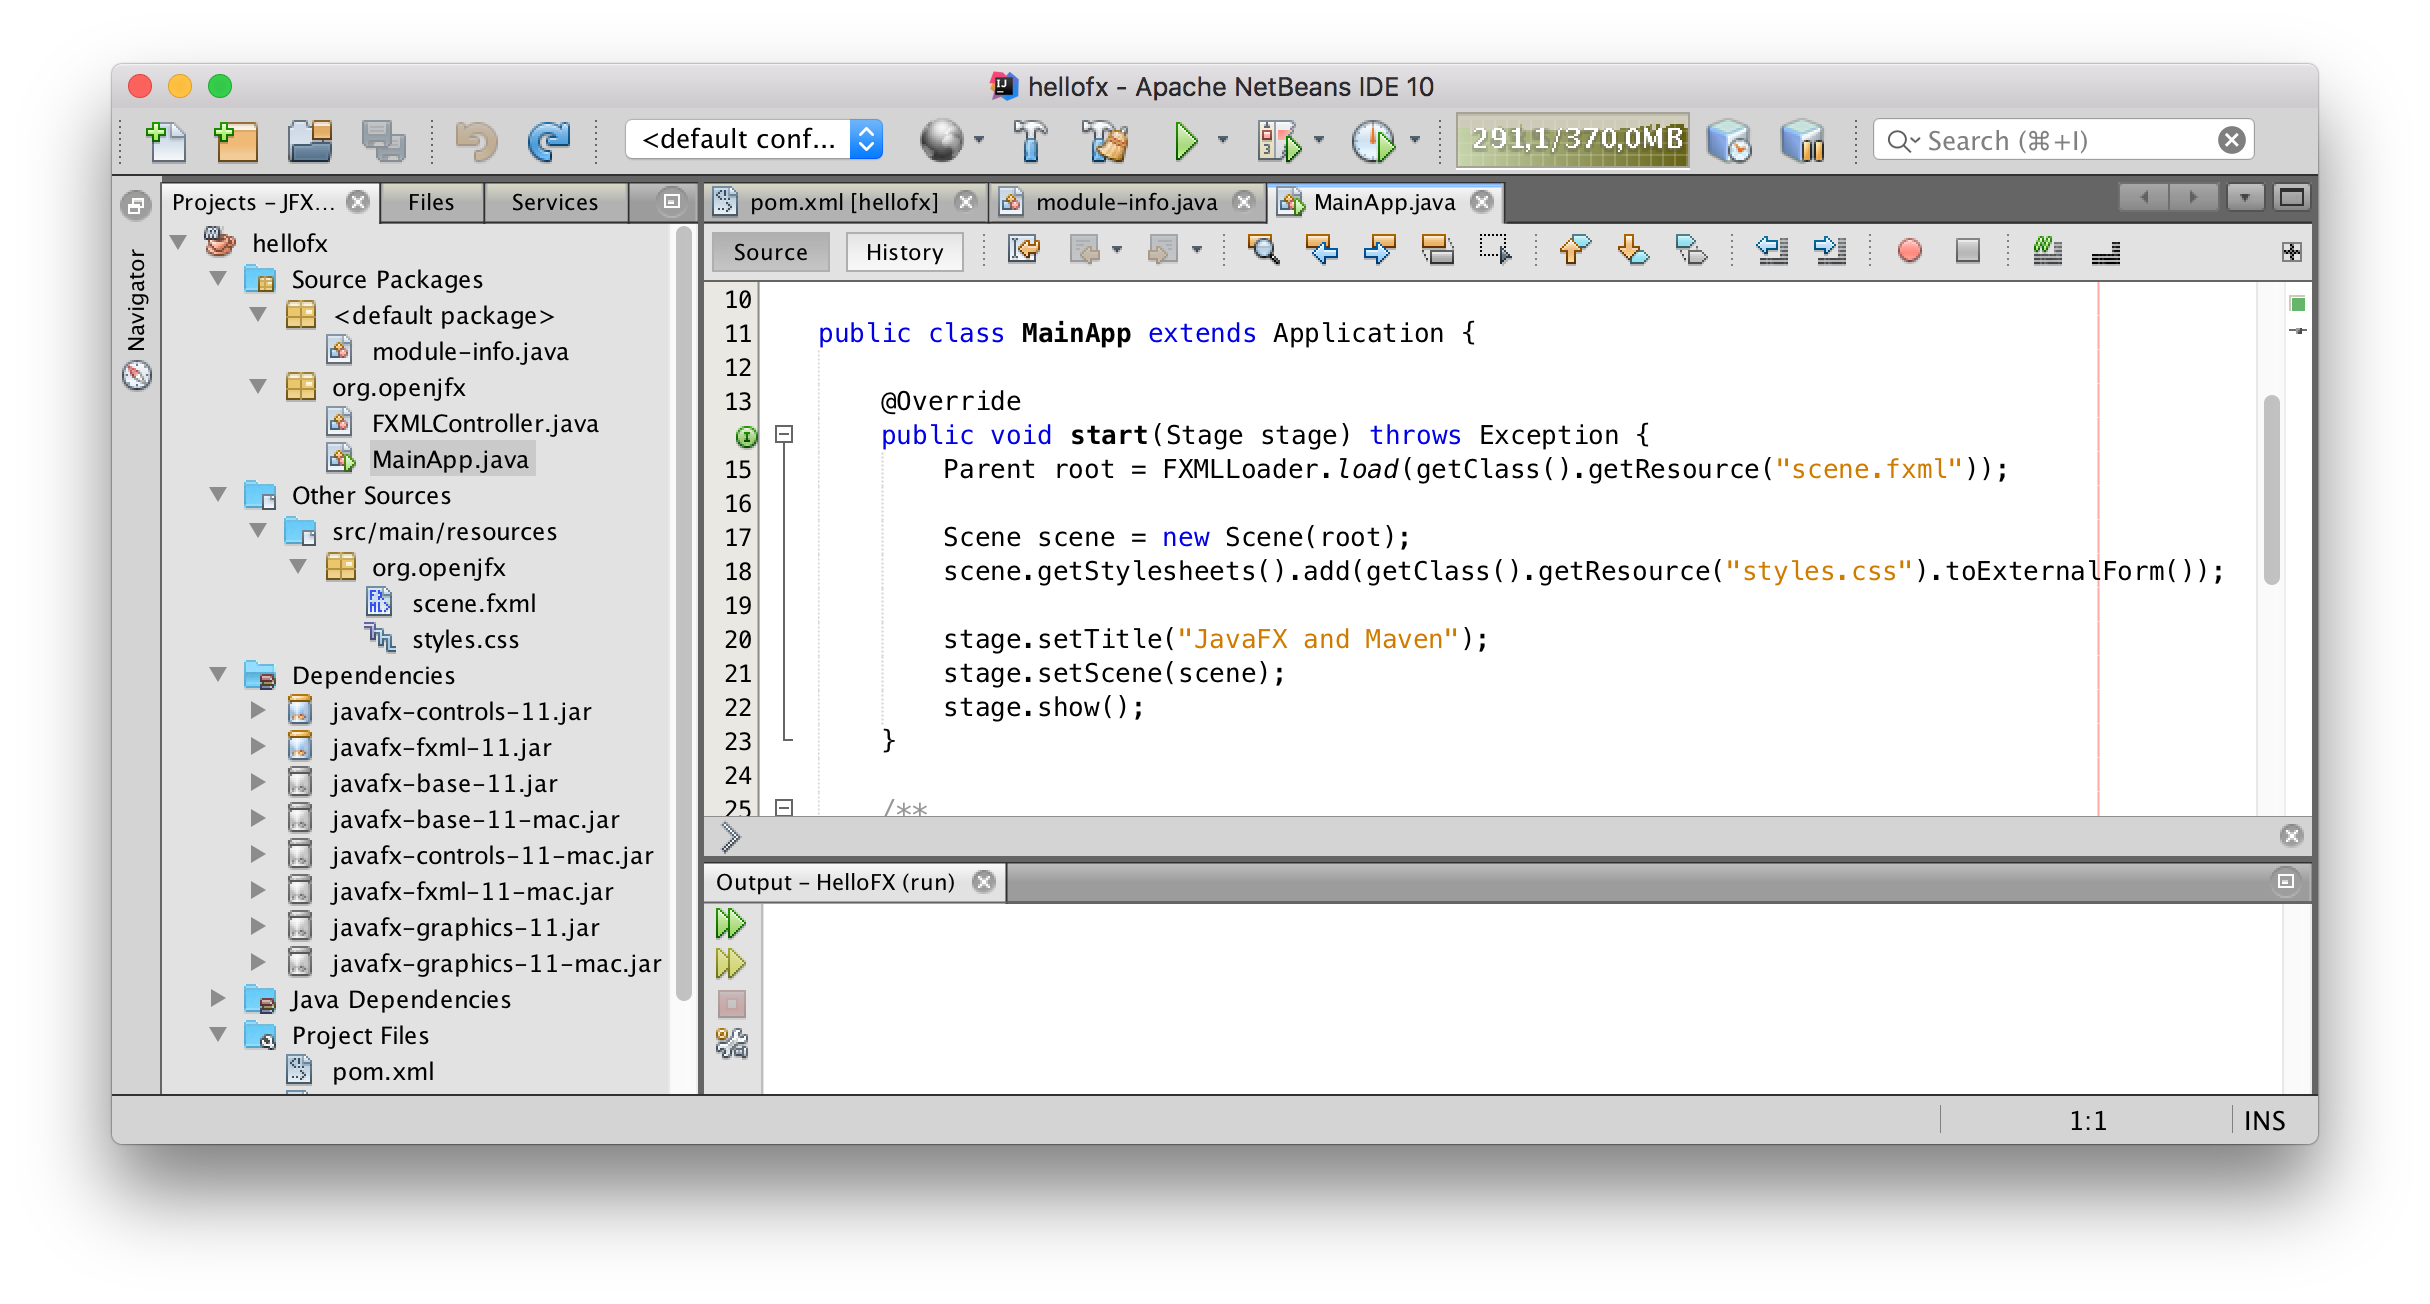 hellofx - Apache NetBeans IDE 10
<default conf...
291,1/370,0MB
Search (⌘+I)
Projects – JFX...
Files
Services
Navigator
hellofx
Source Packages
<default package>
module-info.java
org.openjfx
FXMLController.java
MainApp.java
Other Sources
src/main/resources
org.openjfx
scene.fxml
styles.css
Dependencies
javafx-controls-11.jar
javafx-fxml-11.jar
javafx-base-11.jar
javafx-base-11-mac.jar
javafx-controls-11-mac.jar
javafx-fxml-11-mac.jar
javafx-graphics-11.jar
javafx-graphics-11-mac.jar
Java Dependencies
Project Files
pom.xml
pom.xml [hellofx]
module-info.java
MainApp.java
Source
History
10
11 public class MainApp extends Application {
12
13 @Override
public void start(Stage stage) throws Exception {
15 Parent root = FXMLLoader.load(getClass().getResource("scene.fxml"));
16
17 Scene scene = new Scene(root);
18 scene.getStylesheets().add(getClass().getResource("styles.css").toExternalForm());
19
20 stage.setTitle("JavaFX and Maven");
21 stage.setScene(scene);
22 stage.show();
23 }
24
25 /**
Output – HelloFX (run)
1:1
INS